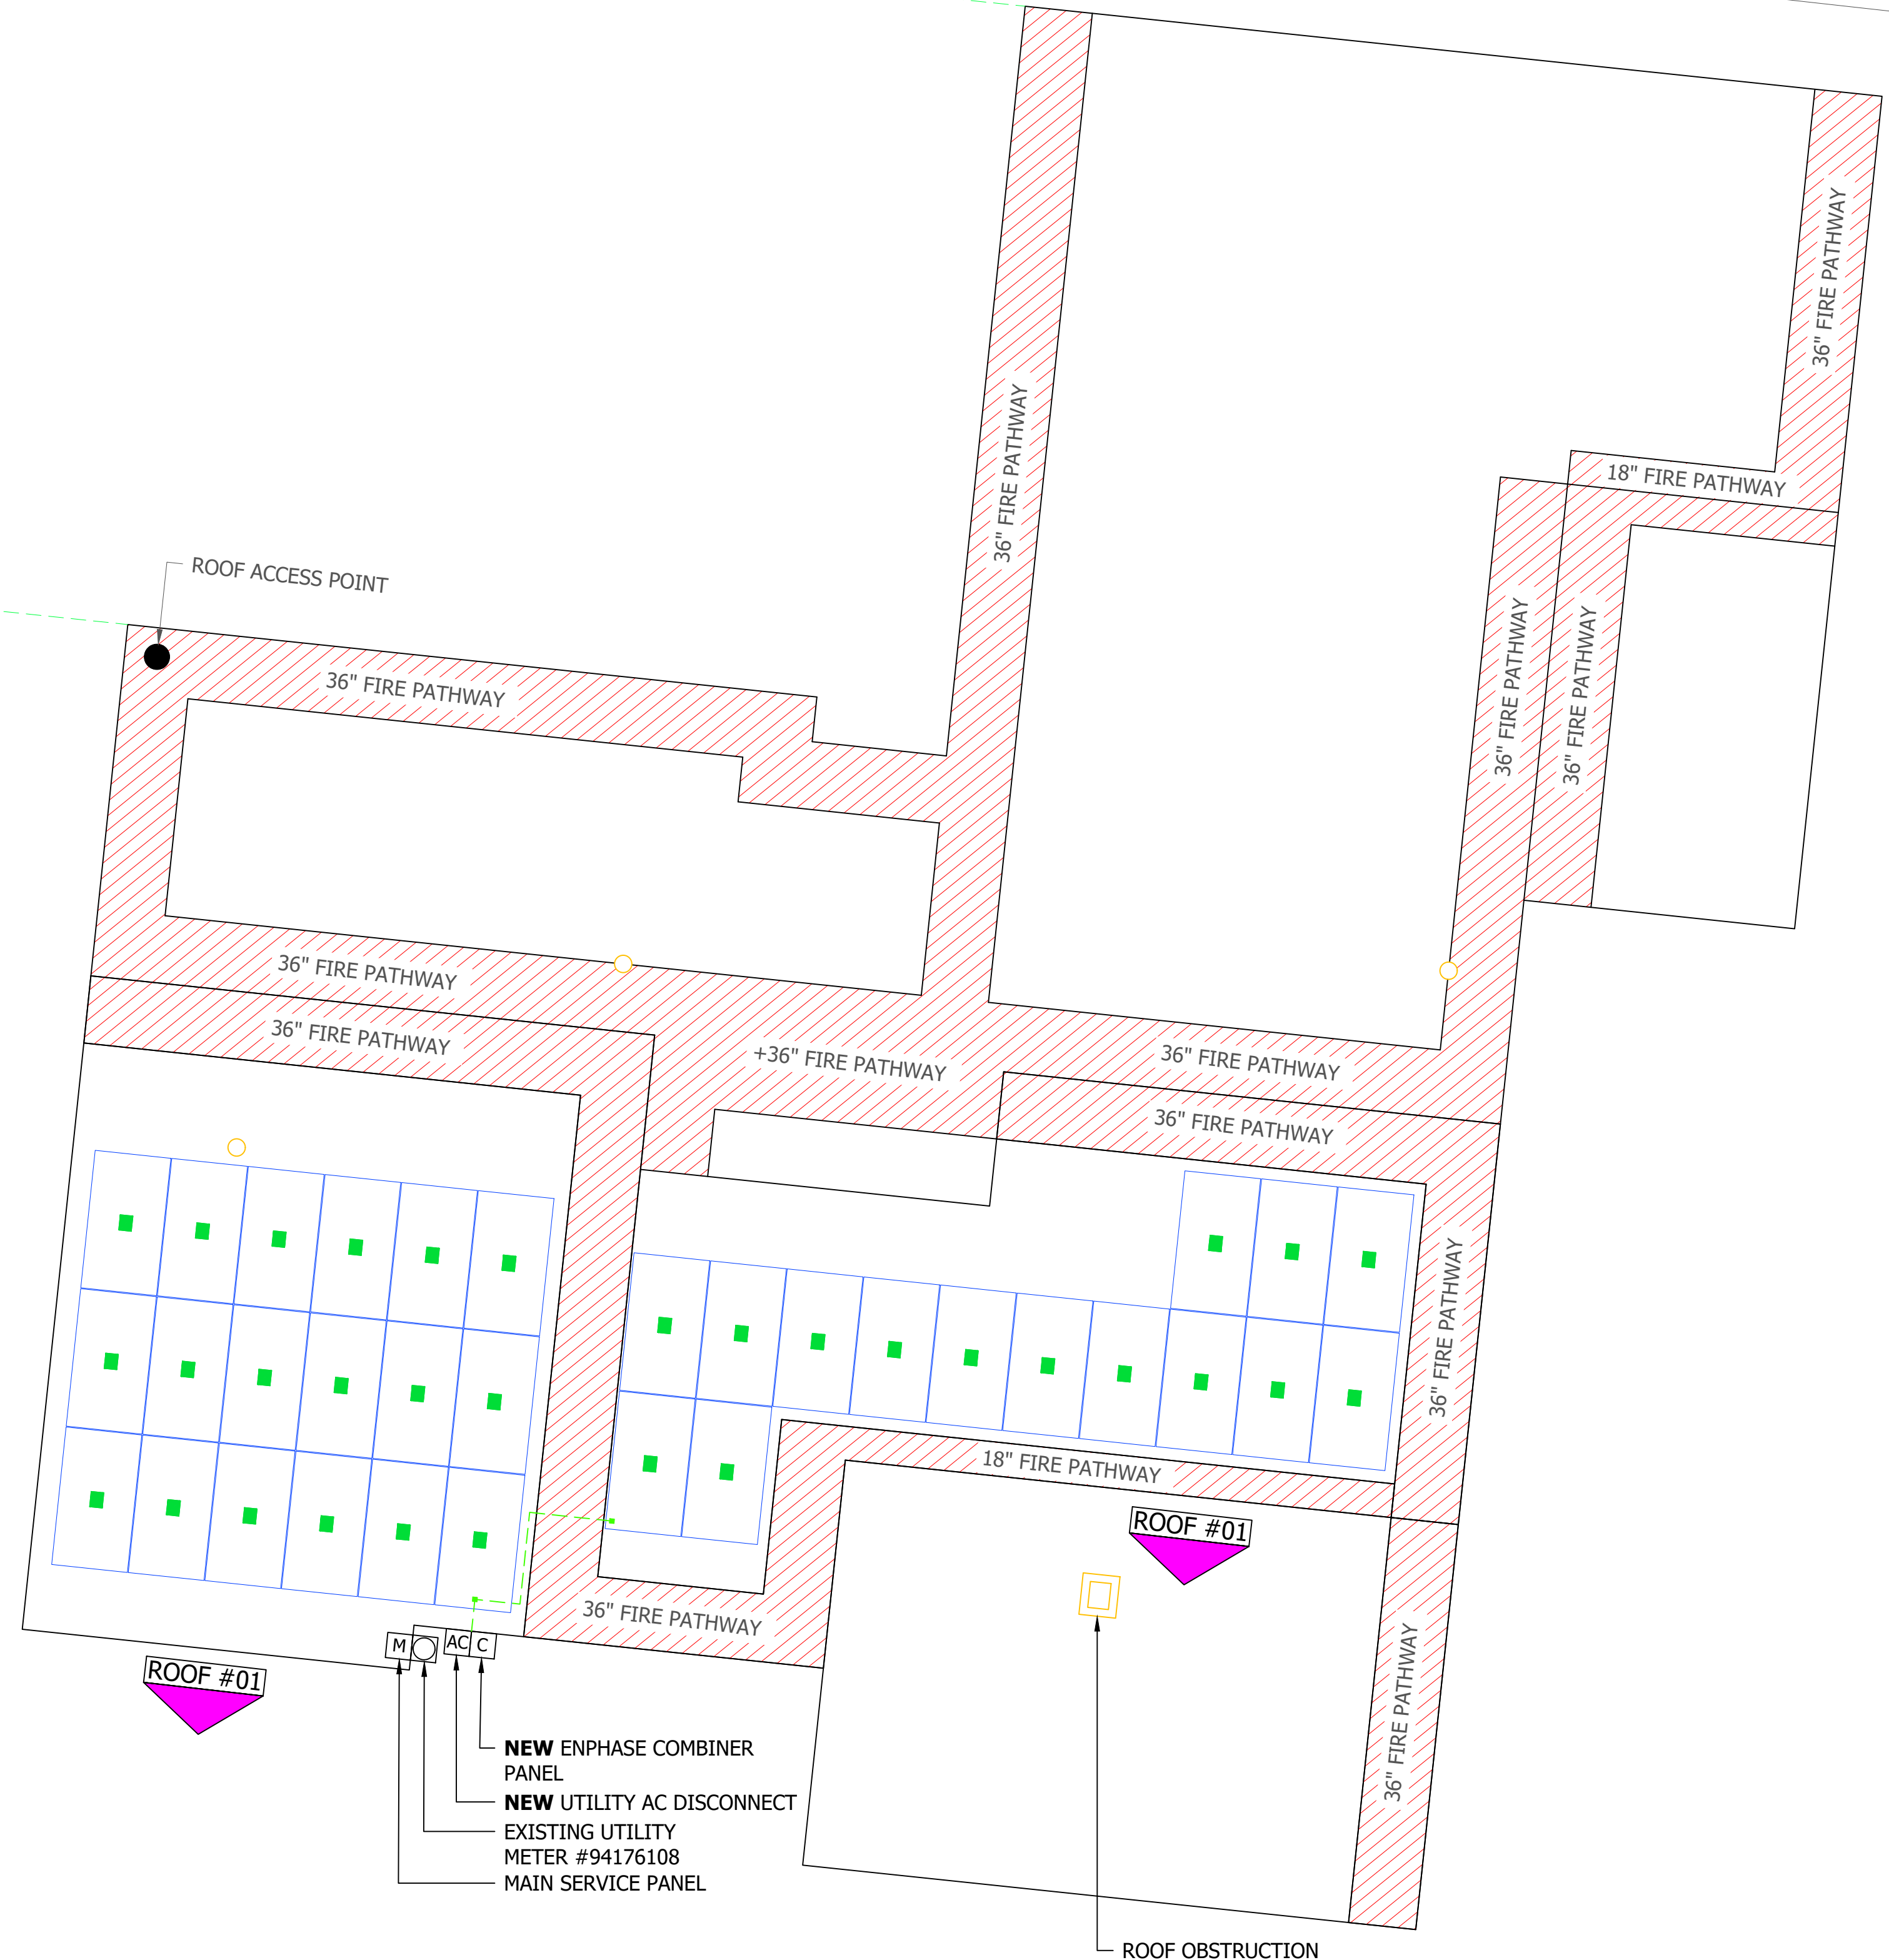 36" FIRE PATHWAY
36" FIRE PATHWAY
18" FIRE PATHWAY
ROOF ACCESS POINT
36" FIRE PATHWAY
36" FIRE PATHWAY
36" FIRE PATHWAY
36" FIRE PATHWAY
36" FIRE PATHWAY
36" FIRE PATHWAY
+36" FIRE PATHWAY
36" FIRE PATHWAY
36" FIRE PATHWAY
36" FIRE PATHWAY
18" FIRE PATHWAY
ROOF #01
36" FIRE PATHWAY
36" FIRE PATHWAY
M
AC
C
ROOF #01
NEW ENPHASE COMBINER
PANEL
NEW UTILITY AC DISCONNECT
EXISTING UTILITY
METER #94176108
MAIN SERVICE PANEL
ROOF OBSTRUCTION